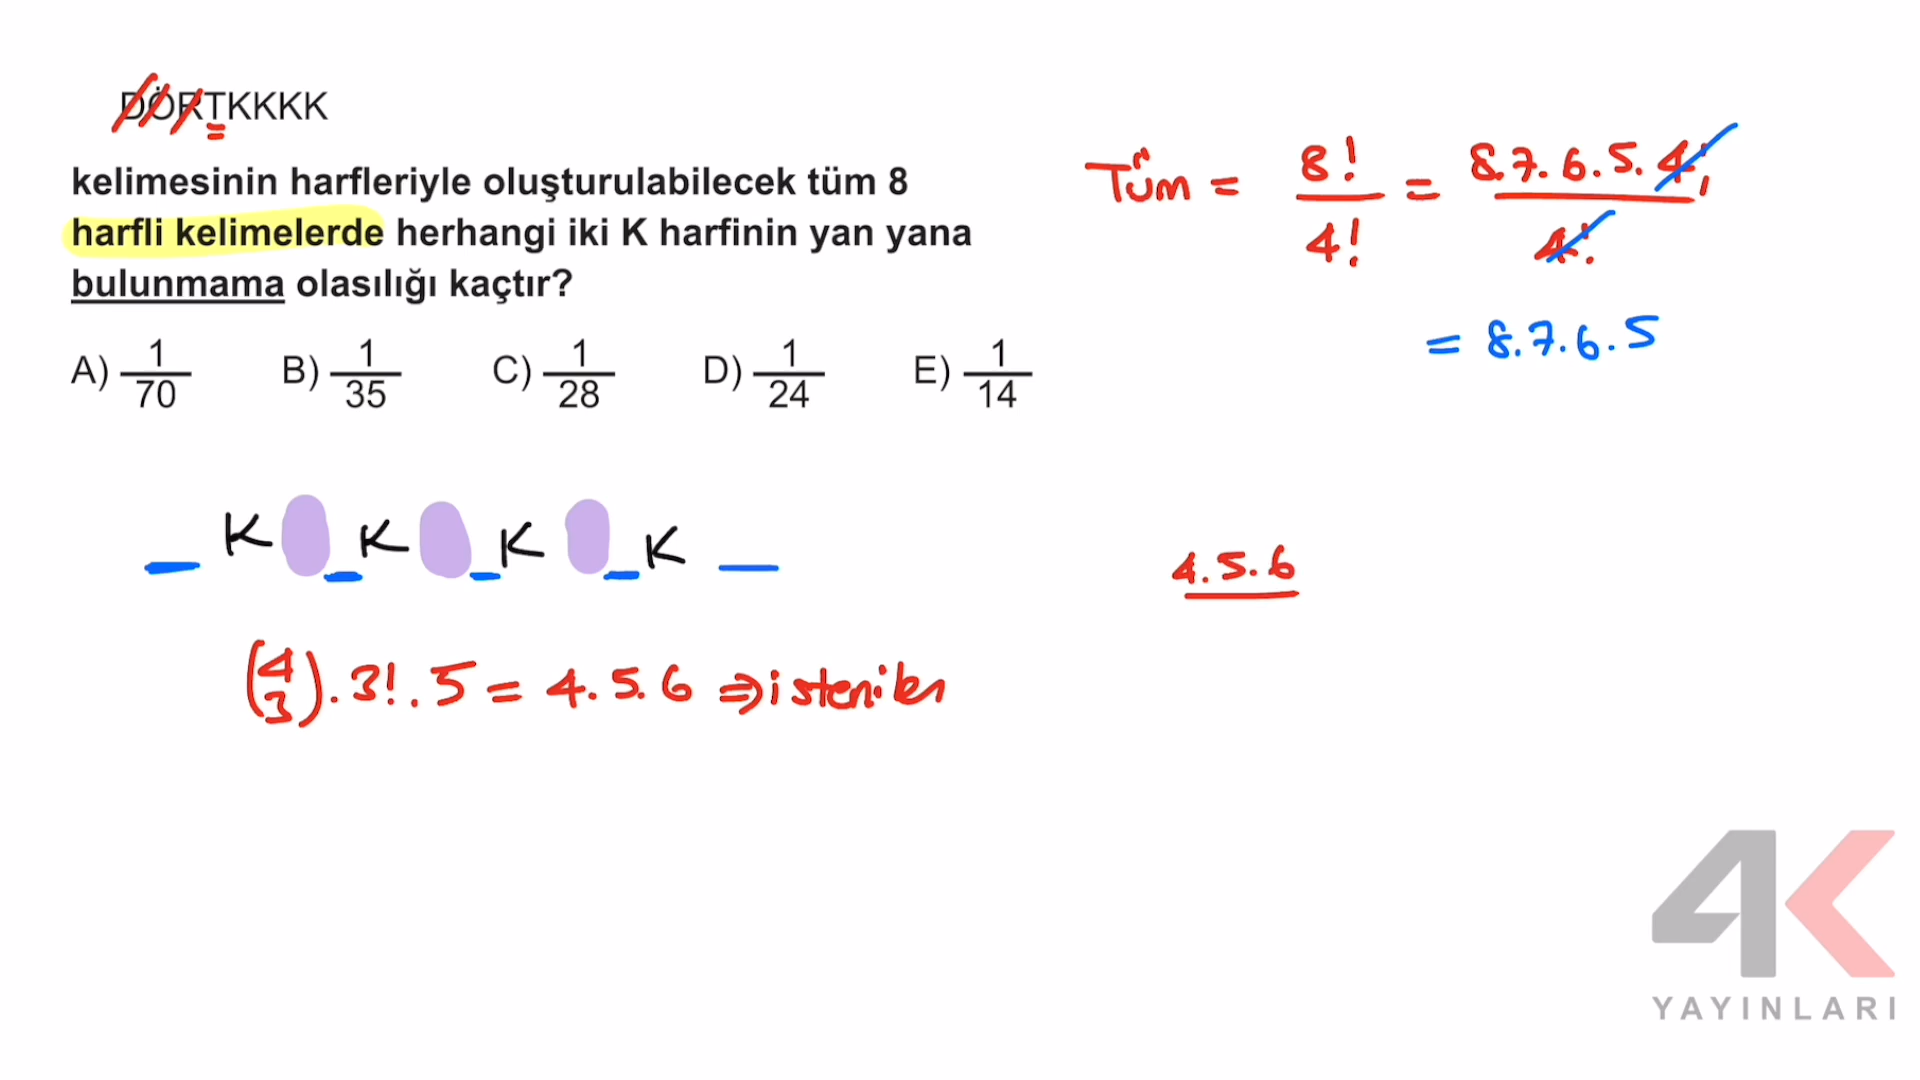 DÖRTKKKK
kelimesinin harfleriyle oluşturulabilecek tüm 8
harfli kelimelerde herhangi iki K harfinin yan yana
bulunmama olasılığı kaçtır?
A) 1/70 B) 1/35 C) 1/28 D) 1/24 E) 1/14
Tüm = 8!/4! = 8.7.6.5.4!/4!
= 8.7.6.5
_ K _ K _ K _ K _
4.5.6
(4 3).3!.5 = 4.5.6 ⇒ istenilen
4K
YAYINLARI